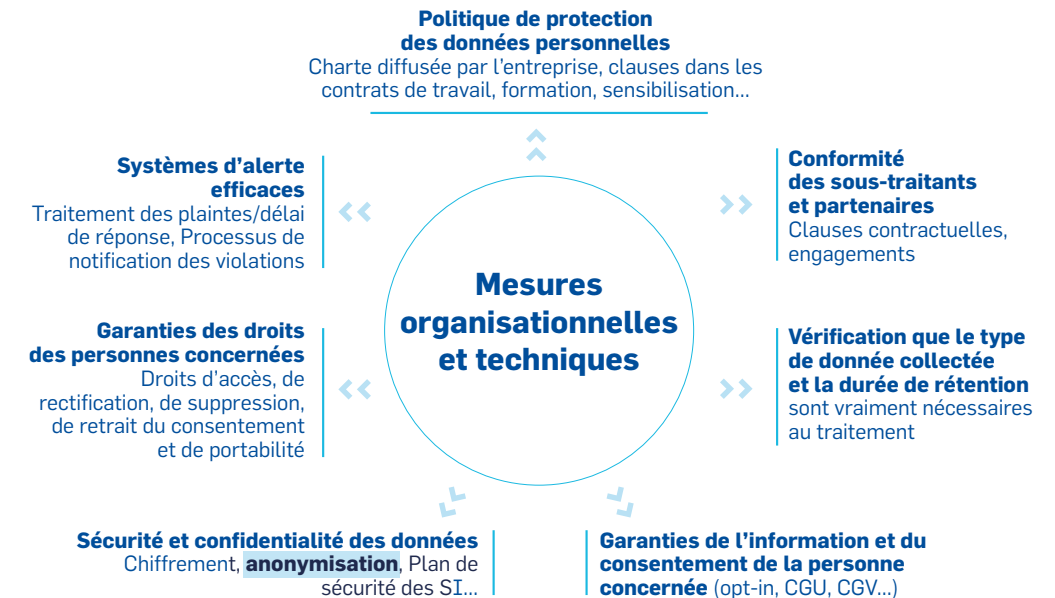 Politique de protection
des données personnelles
Charte diffusée par l’entreprise, clauses dans les
contrats de travail, formation, sensibilisation...
Systèmes d’alerte
efficaces
Traitement des plaintes/délai
de réponse, Processus de
notification des violations
Conformité
des sous-traitants
et partenaires
Clauses contractuelles,
engagements
Mesures
organisationnelles
et techniques
Garanties des droits
des personnes concernées
Droits d’accès, de
rectification, de suppression,
de retrait du consentement
et de portabilité
Vérification que le type
de donnée collectée
et la durée de rétention
sont vraiment nécessaires
au traitement
Sécurité et confidentialité des données
Chiffrement, anonymisation, Plan de
sécurité des SI...
Garanties de l’information et du
consentement de la personne
concernée (opt-in, CGU, CGV...)